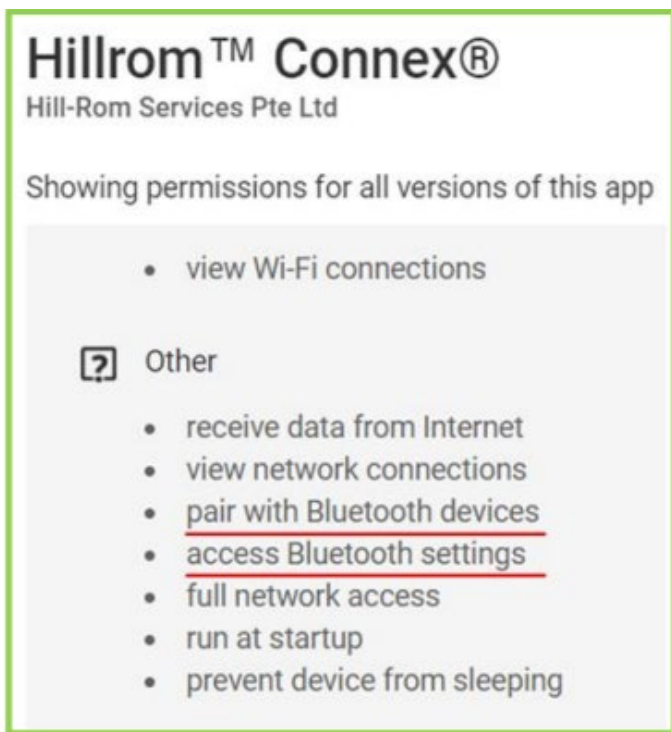 Hillrom™ Connex®
Hill-Rom Services Pte Ltd
Showing permissions for all versions of this app
• view Wi-Fi connections
Other
• receive data from Internet
• view network connections
• pair with Bluetooth devices
• access Bluetooth settings
• full network access
• run at startup
• prevent device from sleeping